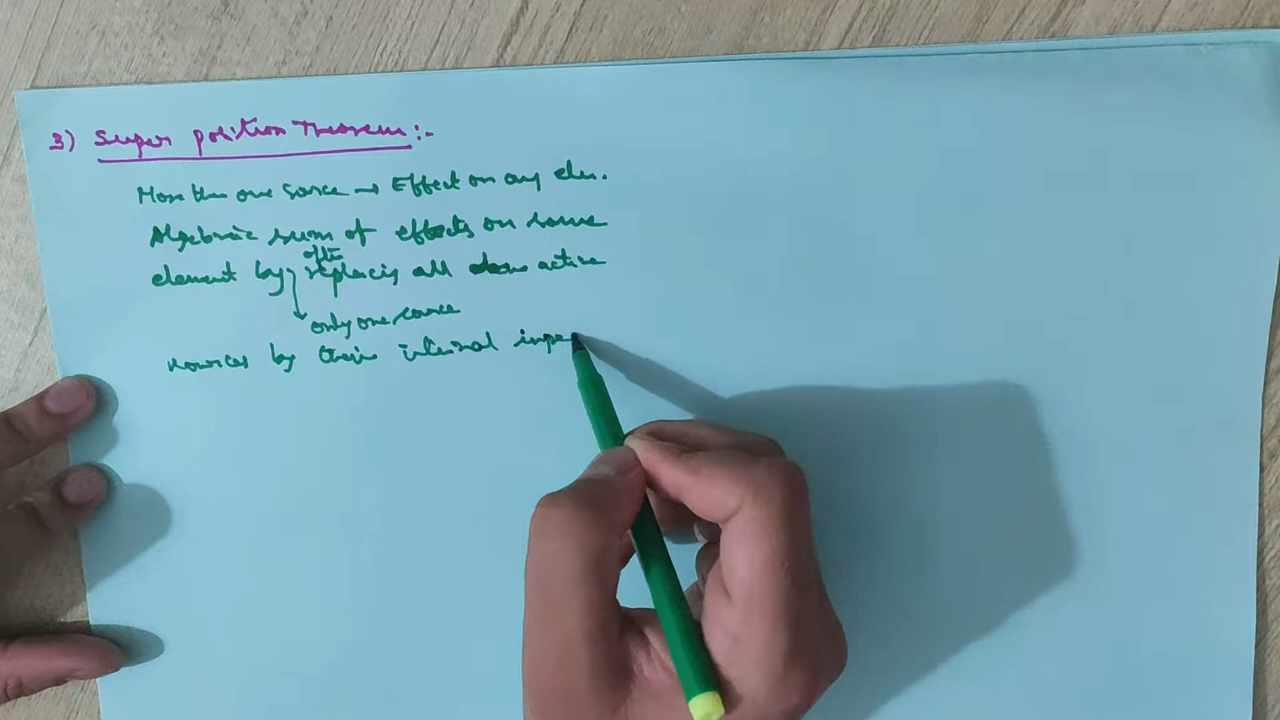 3) Super position Theorem :-
More than one source → Effect on any ele.
Algebraic sum of effects on same
element by after replacing all active
only one source
sources by their internal impe